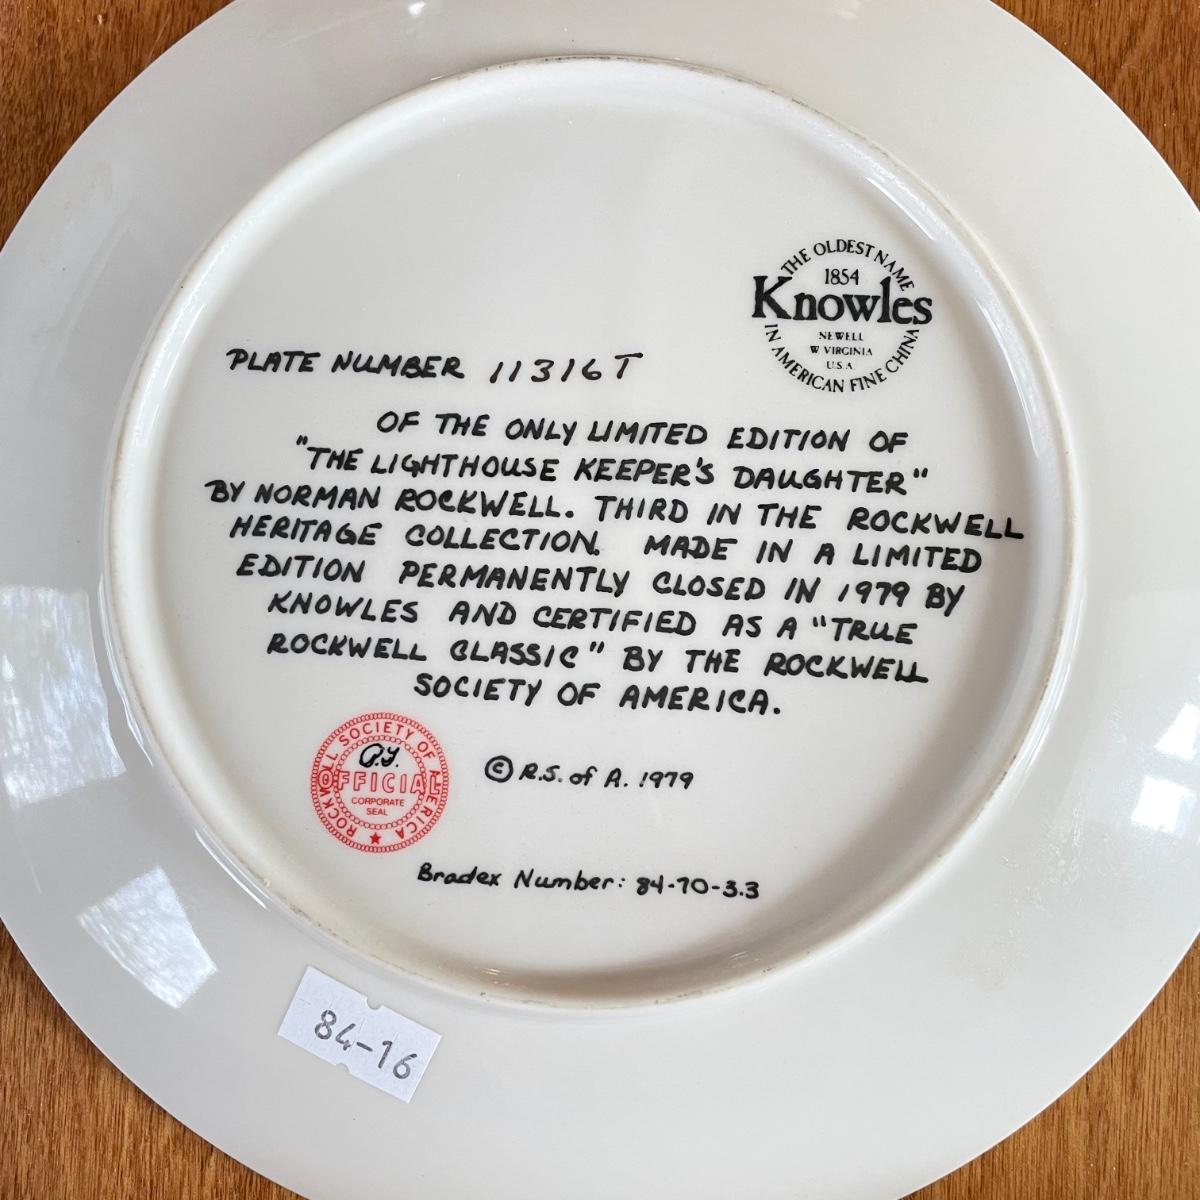 THE OLDEST NAME
1854
Knowles
NEWELL
W VIRGINIA
U.S.A
IN AMERICAN FINE CHINA
PLATE NUMBER 11316T
OF THE ONLY LIMITED EDITION OF
"THE LIGHTHOUSE KEEPER'S DAUGHTER"
BY NORMAN ROCKWELL. THIRD IN THE ROCKWELL
HERITAGE COLLECTION. MADE IN A LIMITED
EDITION PERMANENTLY CLOSED IN 1979 BY
KNOWLES AND CERTIFIED AS A "TRUE
ROCKWELL CLASSIC" BY THE ROCKWELL
SOCIETY OF AMERICA.
ROCKWELL SOCIETY OF AMERICA
P.J.
OFFICIAL
CORPORATE
SEAL
© R.S. of A. 1979
Bradex Number: 84-70-3.3
84-16